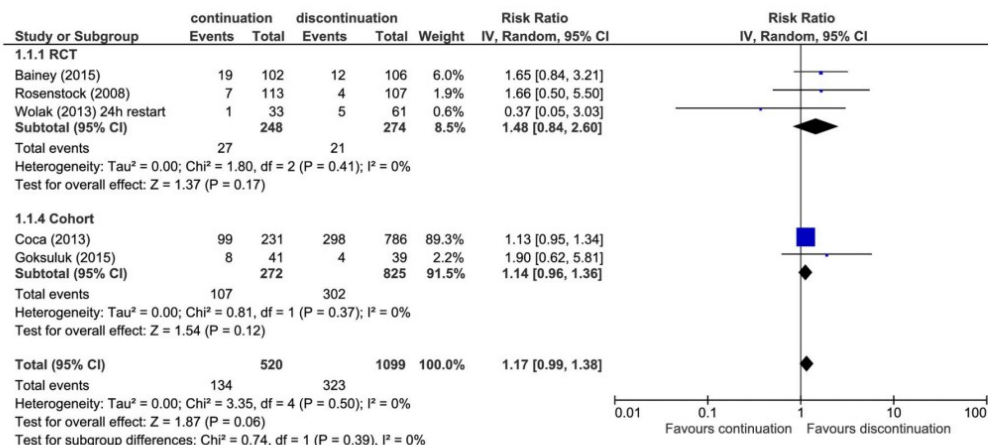 continuation discontinuation Risk Ratio Risk Ratio
Study or Subgroup Events Total Events Total Weight IV, Random, 95% CI IV, Random, 95% CI
1.1.1 RCT
Bainey (2015) 19 102 12 106 6.0% 1.65 [0.84, 3.21]
Rosenstock (2008) 7 113 4 107 1.9% 1.66 [0.50, 5.50]
Wolak (2013) 24h restart 1 33 5 61 0.6% 0.37 [0.05, 3.03]
Subtotal (95% CI) 248 274 8.5% 1.48 [0.84, 2.60]
Total events 27 21
Heterogeneity: Tau² = 0.00; Chi² = 1.80, df = 2 (P = 0.41); I² = 0%
Test for overall effect: Z = 1.37 (P = 0.17)
1.1.4 Cohort
Coca (2013) 99 231 298 786 89.3% 1.13 [0.95, 1.34]
Goksuluk (2015) 8 41 4 39 2.2% 1.90 [0.62, 5.81]
Subtotal (95% CI) 272 825 91.5% 1.14 [0.96, 1.36]
Total events 107 302
Heterogeneity: Tau² = 0.00; Chi² = 0.81, df = 1 (P = 0.37); I² = 0%
Test for overall effect: Z = 1.54 (P = 0.12)
Total (95% CI) 520 1099 100.0% 1.17 [0.99, 1.38]
Total events 134 323
Heterogeneity: Tau² = 0.00; Chi² = 3.35, df = 4 (P = 0.50); I² = 0%
Test for overall effect: Z = 1.87 (P = 0.06)
Test for subgroup differences: Chi² = 0.74, df = 1 (P = 0.39), I² = 0%
0.01 0.1 1 10 100
Favours continuation Favours discontinuation